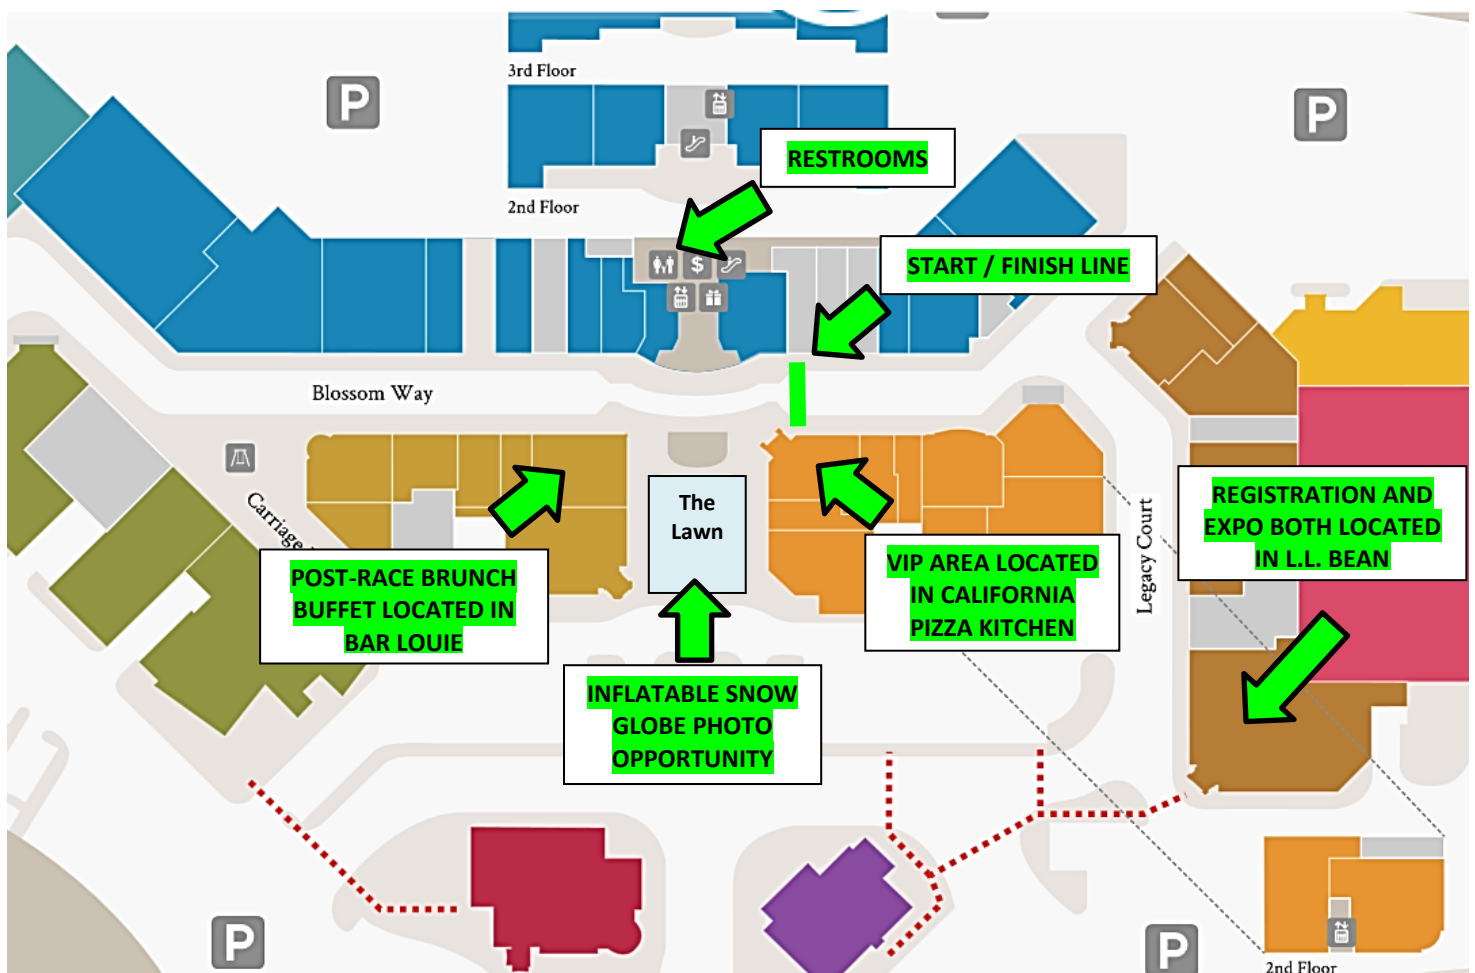 3rd Floor
P
P
RESTROOMS
2nd Floor
START / FINISH LINE
$
Blossom Way
The
Lawn
Carriage
Legacy Court
REGISTRATION AND
EXPO BOTH LOCATED
IN L.L. BEAN
POST-RACE BRUNCH
BUFFET LOCATED IN
BAR LOUIE
VIP AREA LOCATED
IN CALIFORNIA
PIZZA KITCHEN
INFLATABLE SNOW
GLOBE PHOTO
OPPORTUNITY
P
P
2nd Floor